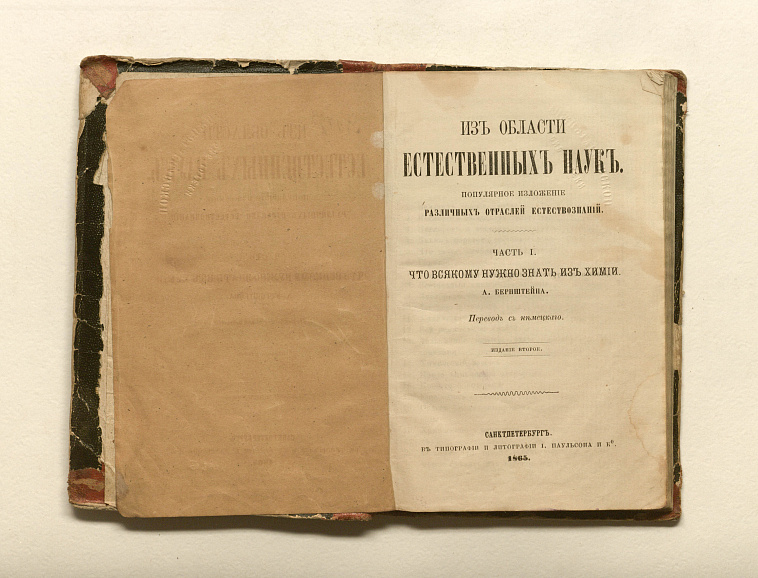 ИЗЪ ОБЛАСТИ
ЕСТЕСТВЕННЫХЪ НАУКЪ.
ПОПУЛЯРНОЕ ИЗЛОЖЕНІЕ
РАЗЛИЧНЫХЪ ОТРАСЛЕЙ ЕСТЕСТВОЗНАНІЙ.
ЧАСТЬ I.
ЧТО ВСЯКОМУ НУЖНО ЗНАТЬ ИЗЪ ХИМІИ.
А. БЕРНШТЕЙНА.
Переводъ съ нѣмецкаго.
ИЗДАНІЕ ВТОРОЕ.
САНКТПЕТЕРБУРГЪ.
ВЪ ТИПОГРАФІИ И ЛИТОГРАФІИ І. ПАУЛЬСОНА И Кº.
1865.